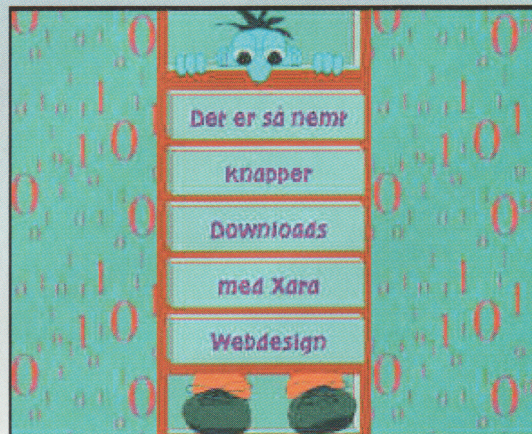 Det er så nemt
knapper
Downloads
med Xara
Webdesign